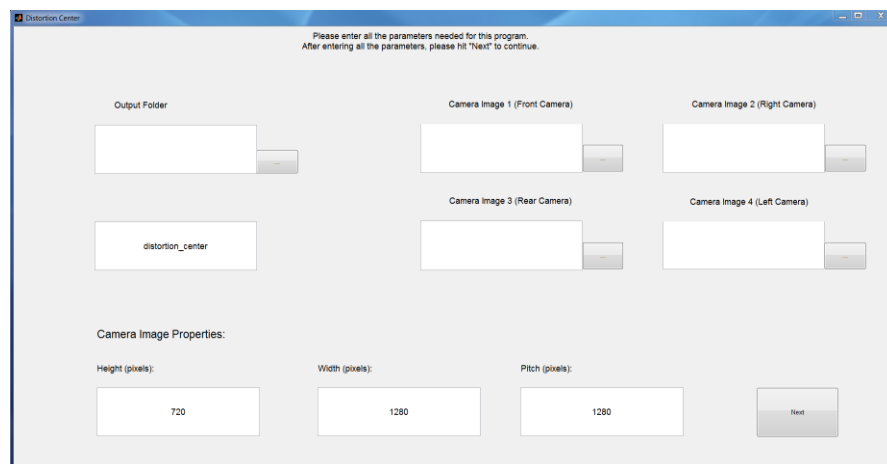 Distortion Center
Please enter all the parameters needed for this program.
After entering all the parameters, please hit "Next" to continue.
Output Folder
Camera Image 1 (Front Camera)
Camera Image 2 (Right Camera)
...
...
...
Camera Image 3 (Rear Camera)
Camera Image 4 (Left Camera)
distortion_center
...
...
Camera Image Properties:
Height (pixels):
Width (pixels):
Pitch (pixels):
720
1280
1280
Next